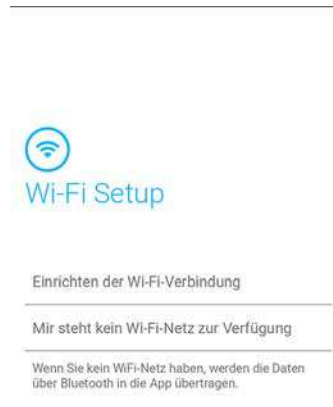 Wi-Fi Setup
Einrichten der Wi-Fi-Verbindung
Mir steht kein Wi-Fi-Netz zur Verfügung
Wenn Sie kein WiFi-Netz haben, werden die Daten
über Bluetooth in die App übertragen.